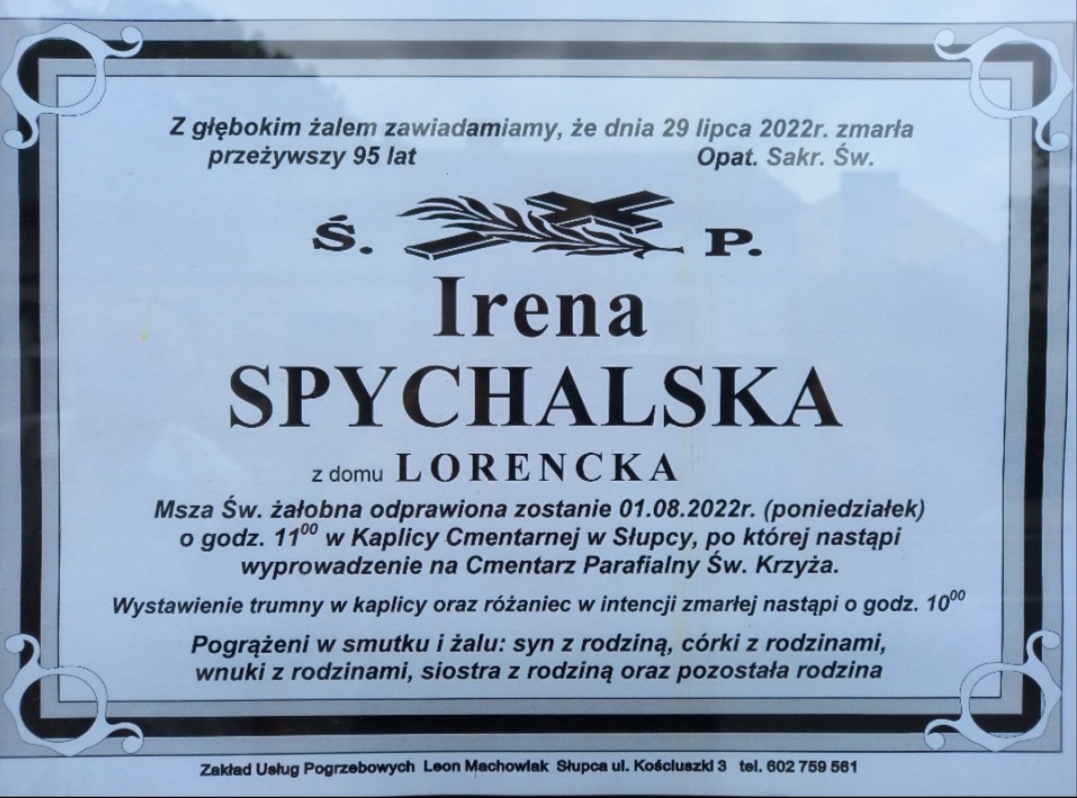 Z głębokim żalem zawiadamiamy, że dnia 29 lipca 2022r. zmarła
przeżywszy 95 lat Opat. Sakr. Św.
Ś. P.
Irena
SPYCHALSKA
z domu LORENCKA
Msza Św. żałobna odprawiona zostanie 01.08.2022r. (poniedziałek)
o godz. 11⁰⁰ w Kaplicy Cmentarnej w Słupcy, po której nastąpi
wyprowadzenie na Cmentarz Parafialny Św. Krzyża.
Wystawienie trumny w kaplicy oraz różaniec w intencji zmarłej nastąpi o godz. 10⁰⁰
Pogrążeni w smutku i żalu: syn z rodziną, córki z rodzinami,
wnuki z rodzinami, siostra z rodziną oraz pozostała rodzina
Zakład Usług Pogrzebowych Leon Machowiak Słupca ul. Kościuszki 3 tel. 602 759 561